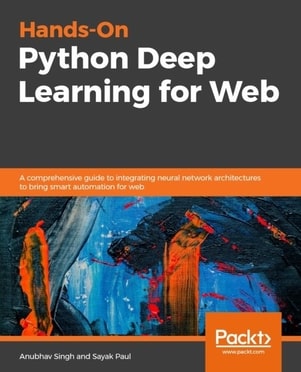 Hands-On
Python Deep
Learning for Web
A comprehensive guide to integrating neural network architectures
to bring smart automation for web
Packt>
www.packt.com
Anubhav Singh and Sayak Paul